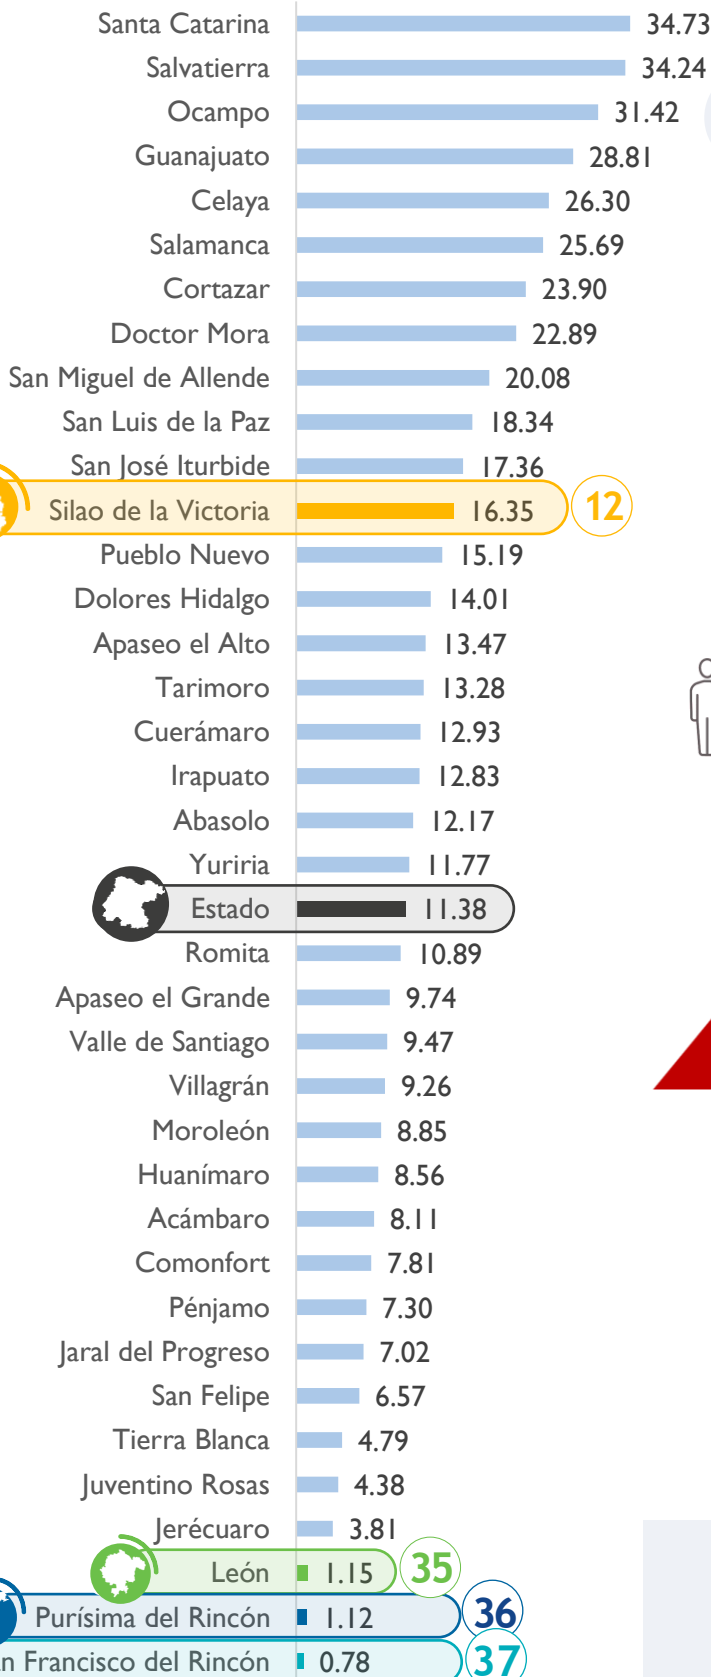 Santa Catarina 34.73
Salvatierra 34.24
Ocampo 31.42
Guanajuato 28.81
Celaya 26.30
Salamanca 25.69
Cortazar 23.90
Doctor Mora 22.89
San Miguel de Allende 20.08
San Luis de la Paz 18.34
San José Iturbide 17.36
Silao de la Victoria 16.35 12
Pueblo Nuevo 15.19
Dolores Hidalgo 14.01
Apaseo el Alto 13.47
Tarimoro 13.28
Cuerámaro 12.93
Irapuato 12.83
Abasolo 12.17
Yuriria 11.77
Estado 11.38
Romita 10.89
Apaseo el Grande 9.74
Valle de Santiago 9.47
Villagrán 9.26
Moroleón 8.85
Huanímaro 8.56
Acámbaro 8.11
Comonfort 7.81
Pénjamo 7.30
Jaral del Progreso 7.02
San Felipe 6.57
Tierra Blanca 4.79
Juventino Rosas 4.38
Jerécuaro 3.81
León 1.15 35
Purísima del Rincón 1.12 36
n Francisco del Rincón 0.78 37